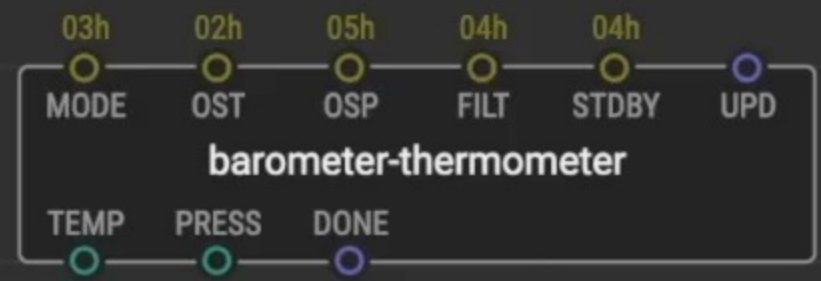 03h 02h 05h 04h 04h
MODE OST OSP FILT STDBY UPD
barometer-thermometer
TEMP PRESS DONE